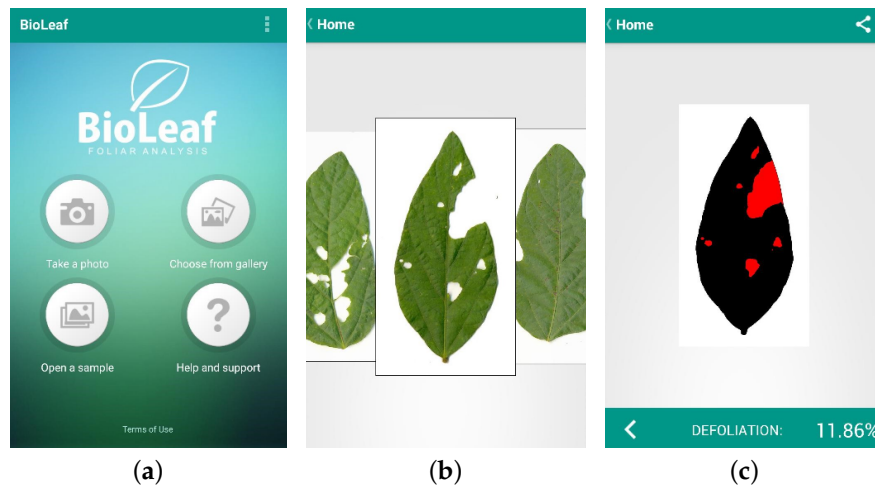 BioLeaf
Home
Home
BioLeaf
FOLIAR ANALYSIS
Take a photo
Choose from gallery
Open a sample
Help and support
Terms of Use
DEFOLIATION: 11.86%
(a)
(b)
(c)